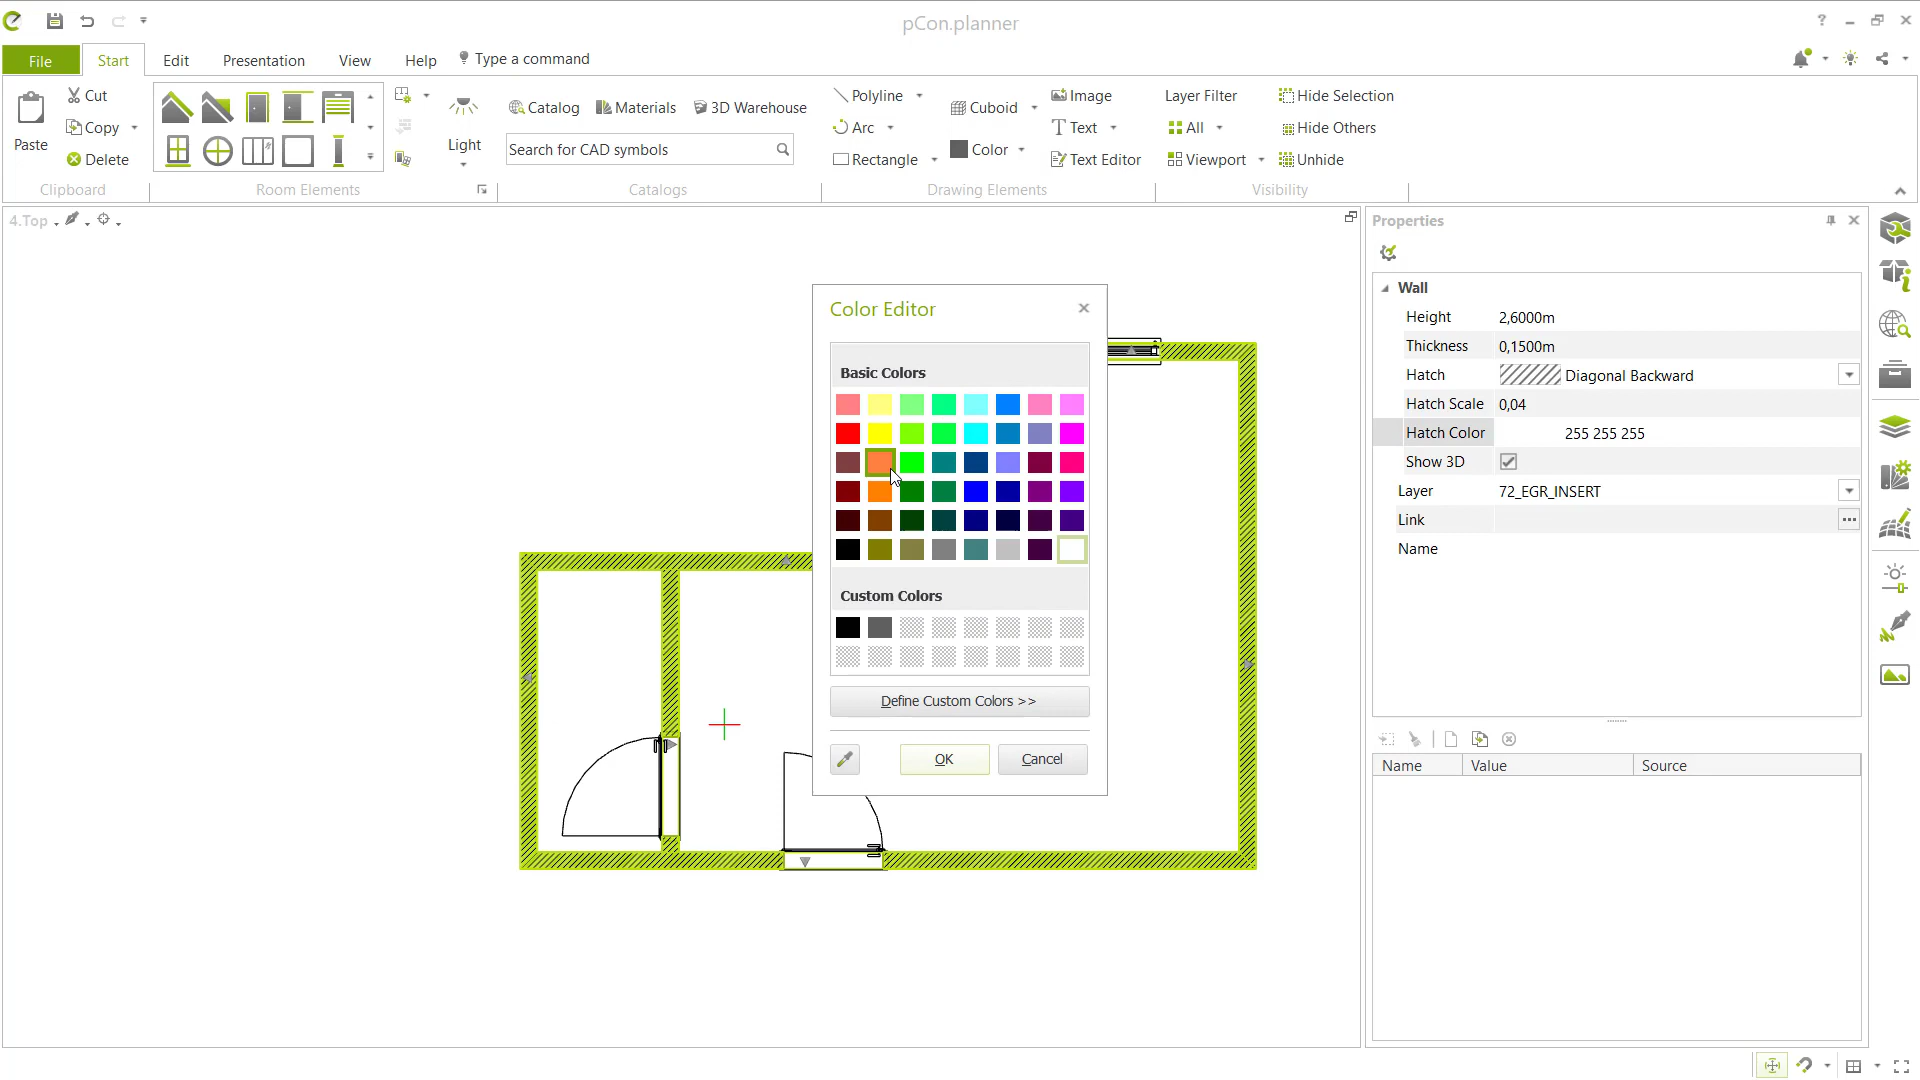 pCon.planner
?
File
Start
Edit
Presentation
View
Help
Type a command
Paste
Cut
Copy
Delete
Clipboard
Room Elements
Light
Catalog
Materials
3D Warehouse
Search for CAD symbols
Catalogs
Polyline
Arc
Rectangle
Cuboid
Color
Image
Text
Text Editor
Drawing Elements
Layer Filter
All
Viewport
Hide Selection
Hide Others
Unhide
Visibility
4.Top
Color Editor
Basic Colors
Custom Colors
Define Custom Colors >>
OK
Cancel
Properties
Wall
Height 2,6000m
Thickness 0,1500m
Hatch Diagonal Backward
Hatch Scale 0,04
Hatch Color 255 255 255
Show 3D
Layer 72_EGR_INSERT
Link
Name
Name Value Source